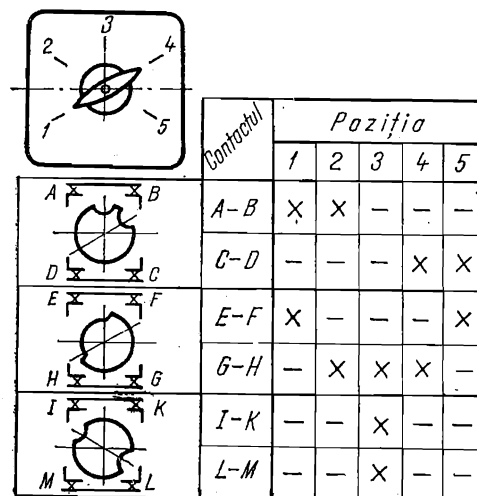 3
2 4
1 5
Contactul Poziția
1 2 3 4 5
A B
A-B X X - - -
D C
C-D - - - X X
E F
E-F X - - - X
H G
G-H - X X X -
I K
I-K - - X - -
M L
L-M - - X - -